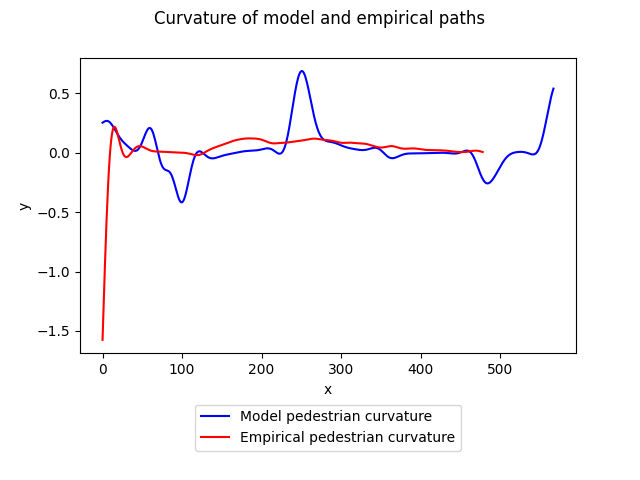 Curvature of model and empirical paths
0.5
0.0
−0.5
−1.0
−1.5
y
0 100 200 300 400 500
x
Model pedestrian curvature
Empirical pedestrian curvature